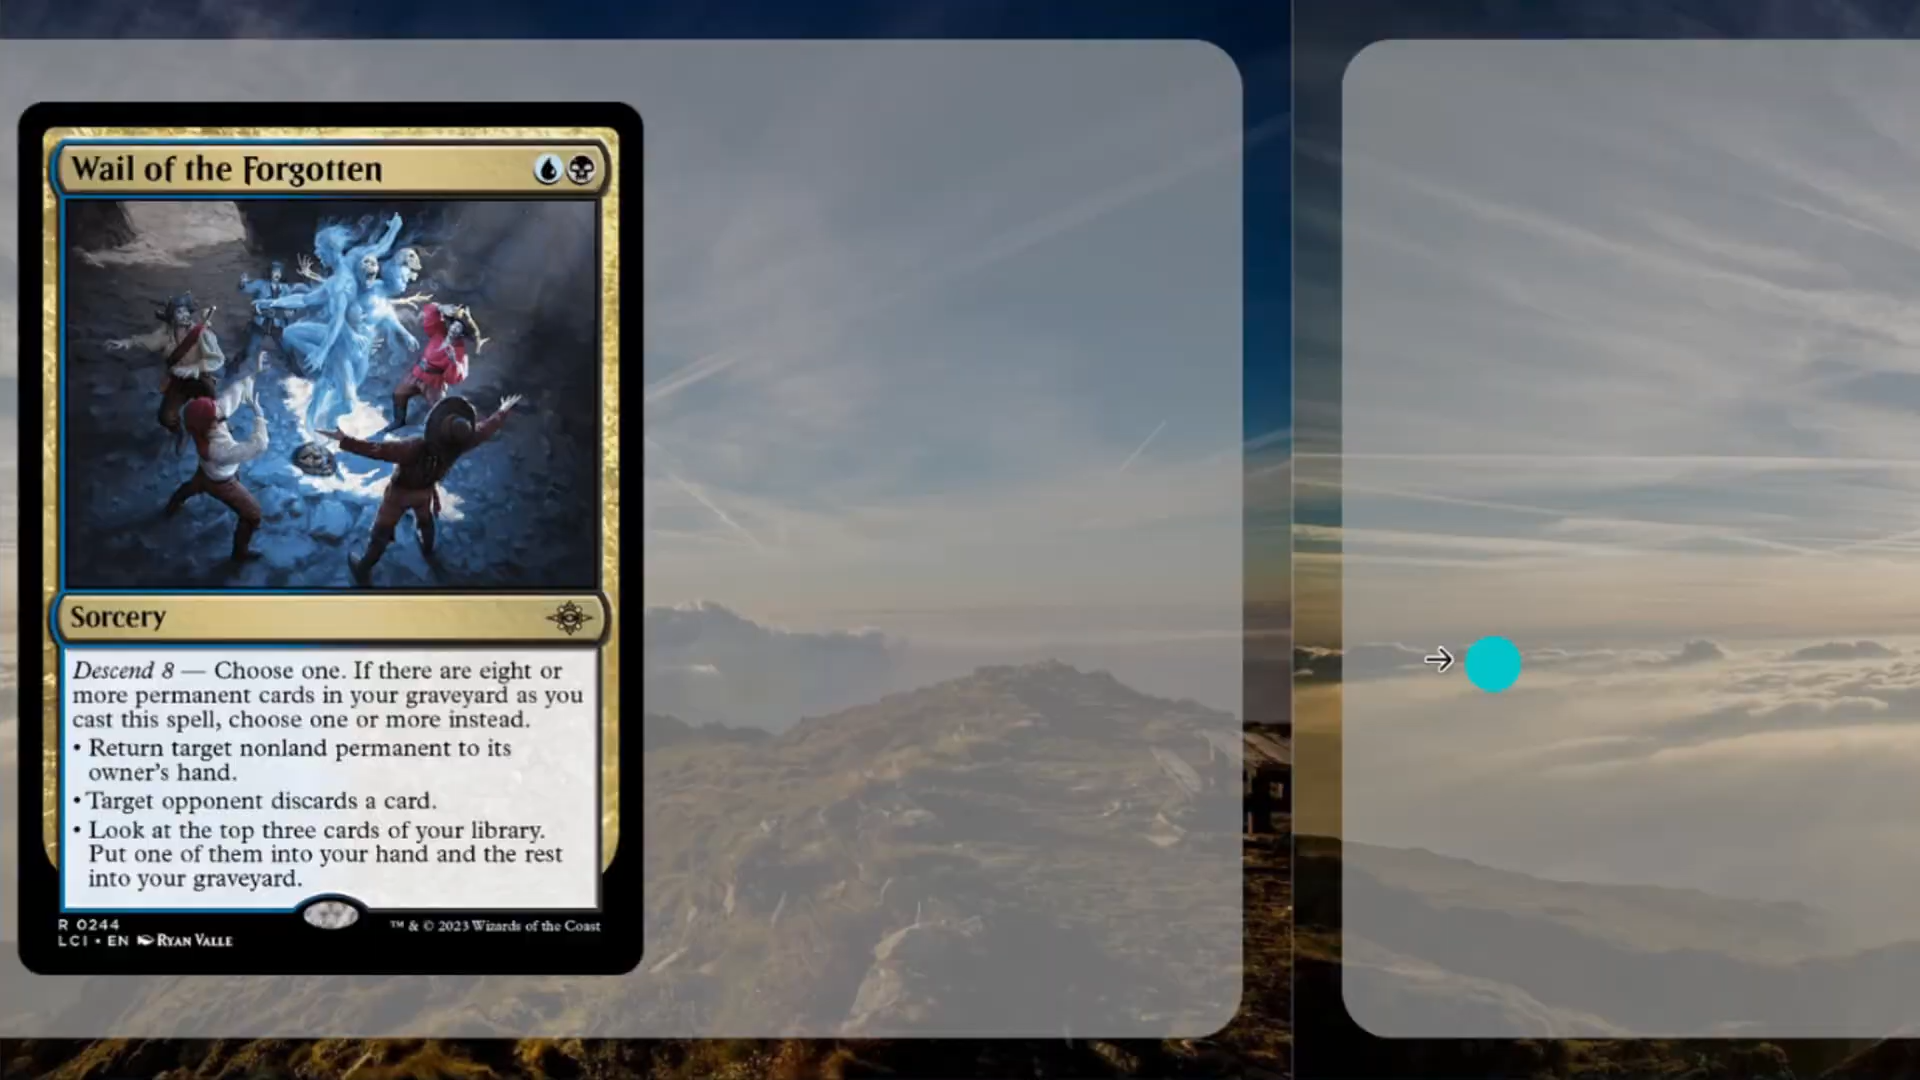 Wail of the Forgotten
Sorcery
Descend 8 — Choose one. If there are eight or
more permanent cards in your graveyard as you
cast this spell, choose one or more instead.
• Return target nonland permanent to its
owner's hand.
• Target opponent discards a card.
• Look at the top three cards of your library.
Put one of them into your hand and the rest
into your graveyard.
R 0244
LCI • EN RYAN VALLE
™ & © 2023 Wizards of the Coast